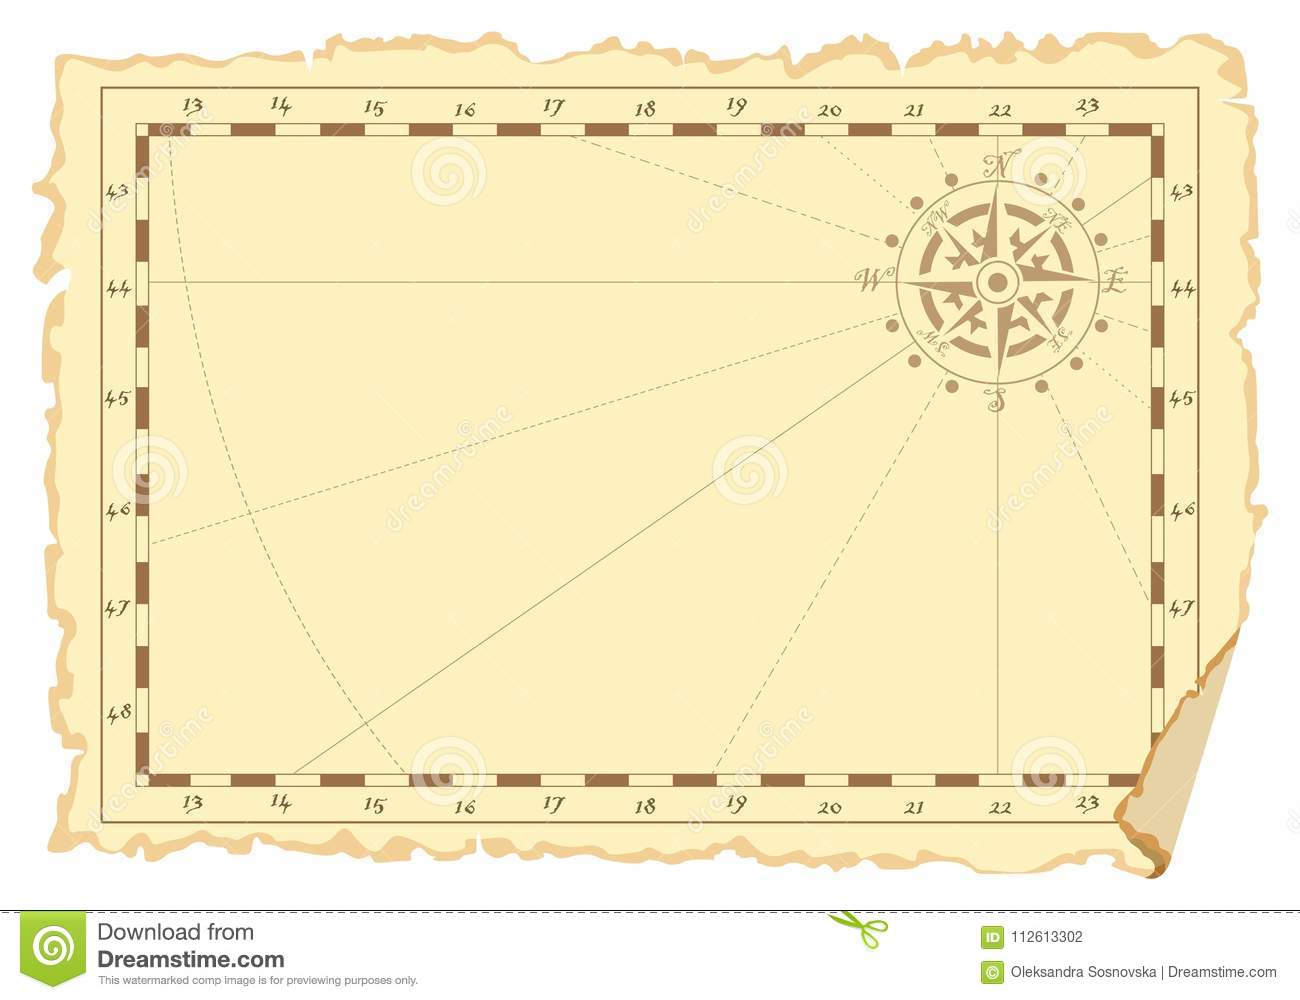 13 14 15 16 17 18 19 20 21 22 23
N
NW NE
43 43
W E
44 44
MS SE
S
45 45
46 46
47 47
48
13 14 15 16 17 18 19 20 21 22 23
dreamstime
Download from
Dreamstime.com
This watermarked comp image is for previewing purposes only.
ID 112613302
© Oleksandra Sosnovska | Dreamstime.com